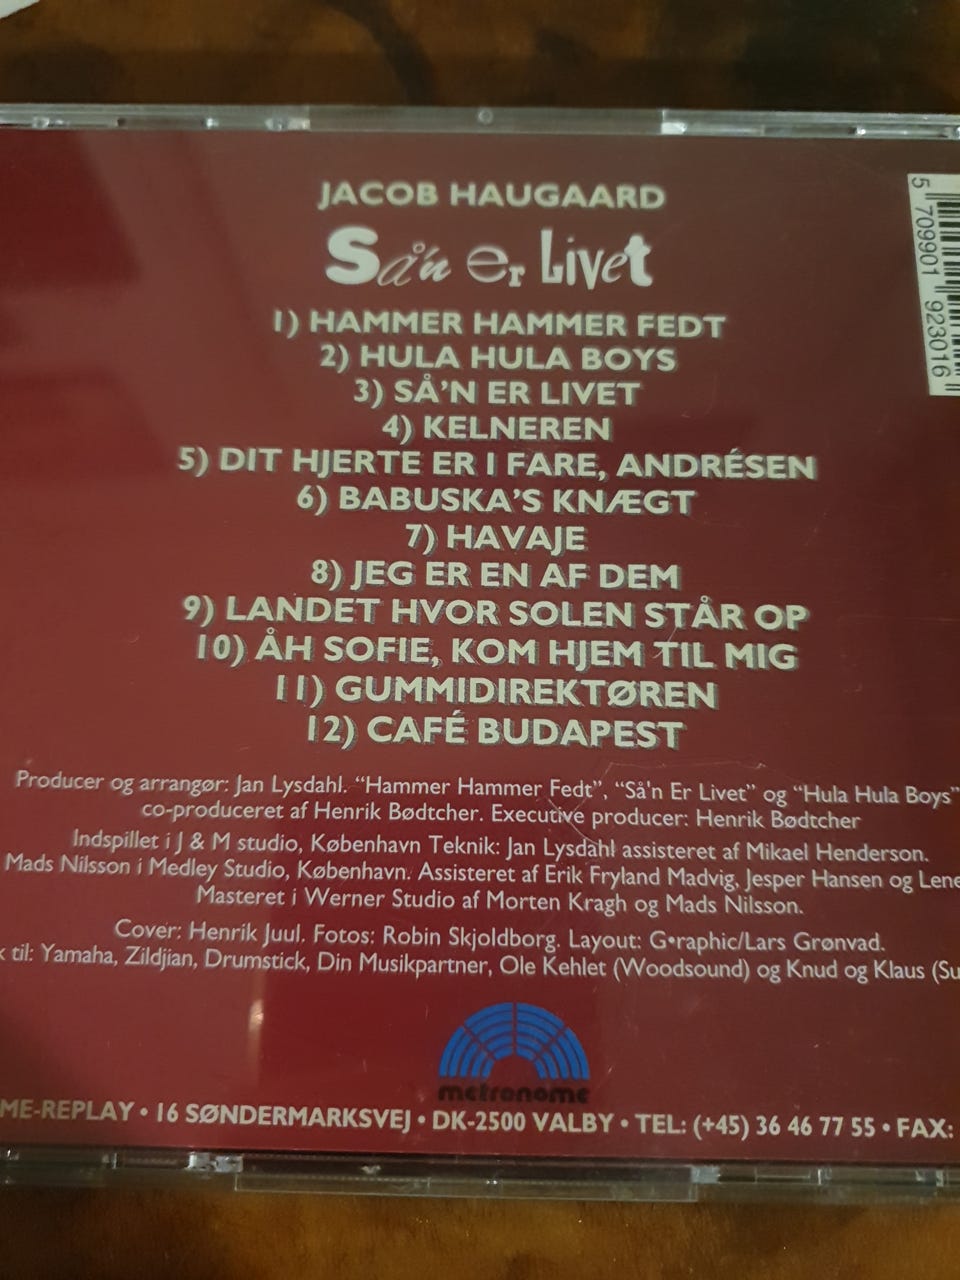 JACOB HAUGAARD
Så'n er Livet
1) HAMMER HAMMER FEDT
2) HULA HULA BOYS
3) SÅ'N ER LIVET
4) KELNEREN
5) DIT HJERTE ER I FARE, ANDRÉSEN
6) BABUSKA'S KNÆGT
7) HAVAJE
8) JEG ER EN AF DEM
9) LANDET HVOR SOLEN STÅR OP
10) ÅH SOFIE, KOM HJEM TIL MIG
11) GUMMIDIREKTØREN
12) CAFÉ BUDAPEST
Producer og arrangør: Jan Lysdahl. “Hammer Hammer Fedt”, “Så'n Er Livet” og “Hula Hula Boys”
co-produceret af Henrik Bødtcher. Executive producer: Henrik Bødtcher
Indspillet i J & M studio, København Teknik: Jan Lysdahl assisteret af Mikael Henderson.
Mads Nilsson i Medley Studio, København. Assisteret af Erik Fryland Madvig, Jesper Hansen og Lene
Masteret i Werner Studio af Morten Kragh og Mads Nilsson.
Cover: Henrik Juul. Fotos: Robin Skjoldborg. Layout: G•raphic/Lars Grønvad.
k til: Yamaha, Zildjian, Drumstick, Din Musikpartner, Ole Kehlet (Woodsound) og Knud og Klaus (Su
metronome
ME-REPLAY • 16 SØNDERMARKSVEJ • DK-2500 VALBY • TEL: (+45) 36 46 77 55 • FAX:
5 709901 923016